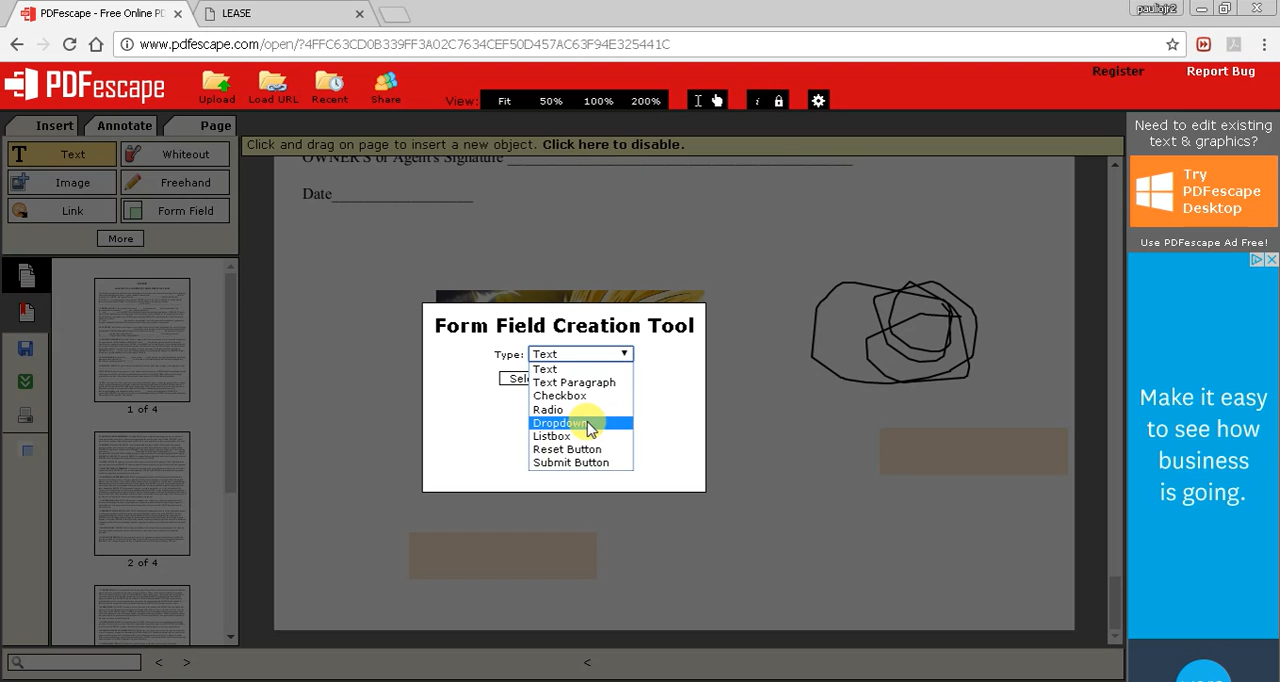 PDFescape - Free Online PD
LEASE
pauliojr2
www.pdfescape.com/open/?4FFC63CD0B339FF3A02C7634CEF50D457AC63F94E325441C
PDFescape
Upload
Load URL
Recent
Share
View:
Fit
50%
100%
200%
Register
Report Bug
Insert
Annotate
Page
Click and drag on page to insert a new object. Click here to disable.
Text
Whiteout
Image
Freehand
Link
Form Field
More
OWNER'S or Agent's Signature
Date
1 of 4
2 of 4
Form Field Creation Tool
Type: Text
Text
Text Paragraph
Checkbox
Radio
Dropdown
Listbox
Reset Button
Submit Button
Need to edit existing
text & graphics?
Try
PDFescape
Desktop
Use PDFescape Ad Free!
Make it easy
to see how
business
is going.